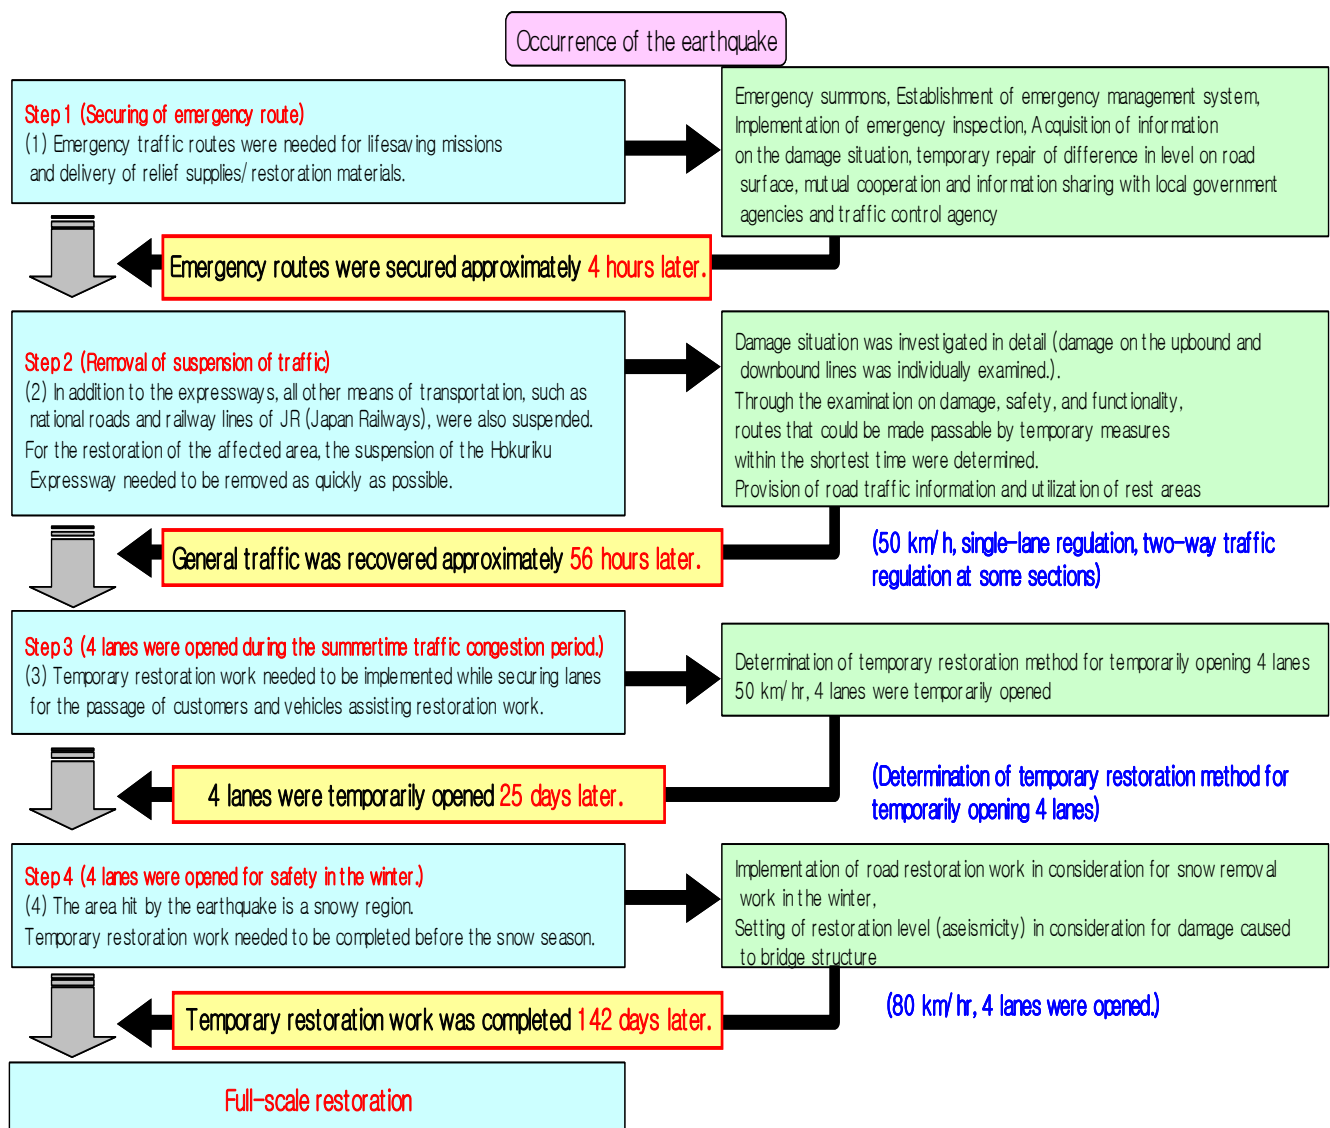 Occurrence of the earthquake
Step 1 (Securing of emergency route)
(1) Emergency traffic routes were needed for lifesaving missions
and delivery of relief supplies/ restoration materials.
Emergency summons, Establishment of emergency management system,
Implementation of emergency inspection, Acquisition of information
on the damage situation, temporary repair of difference in level on road
surface, mutual cooperation and information sharing with local government
agencies and traffic control agency
Emergency routes were secured approximately 4 hours later.
Step 2 (Removal of suspension of traffic)
(2) In addition to the expressways, all other means of transportation, such as
national roads and railway lines of JR (Japan Railways), were also suspended.
For the restoration of the affected area, the suspension of the Hokuriku
Expressway needed to be removed as quickly as possible.
Damage situation was investigated in detail (damage on the upbound and
downbound lines was individually examined.).
Through the examination on damage, safety, and functionality,
routes that could be made passable by temporary measures
within the shortest time were determined.
Provision of road traffic information and utilization of rest areas
General traffic was recovered approximately 56 hours later.
(50 km/ h, single-lane regulation, two-way traffic
regulation at some sections)
Step 3 (4 lanes were opened during the summertime traffic congestion period.)
(3) Temporary restoration work needed to be implemented while securing lanes
for the passage of customers and vehicles assisting restoration work.
Determination of temporary restoration method for temporarily opening 4 lanes
50 km/ hr, 4 lanes were temporarily opened
4 lanes were temporarily opened 25 days later.
(Determination of temporary restoration method for
temporarily opening 4 lanes)
Step 4 (4 lanes were opened for safety in the winter.)
(4) The area hit by the earthquake is a snowy region.
Temporary restoration work needed to be completed before the snow season.
Implementation of road restoration work in consideration for snow removal
work in the winter,
Setting of restoration level (aseismicity) in consideration for damage caused
to bridge structure
Temporary restoration work was completed 142 days later.
(80 km/ hr, 4 lanes were opened.)
Full-scale restoration